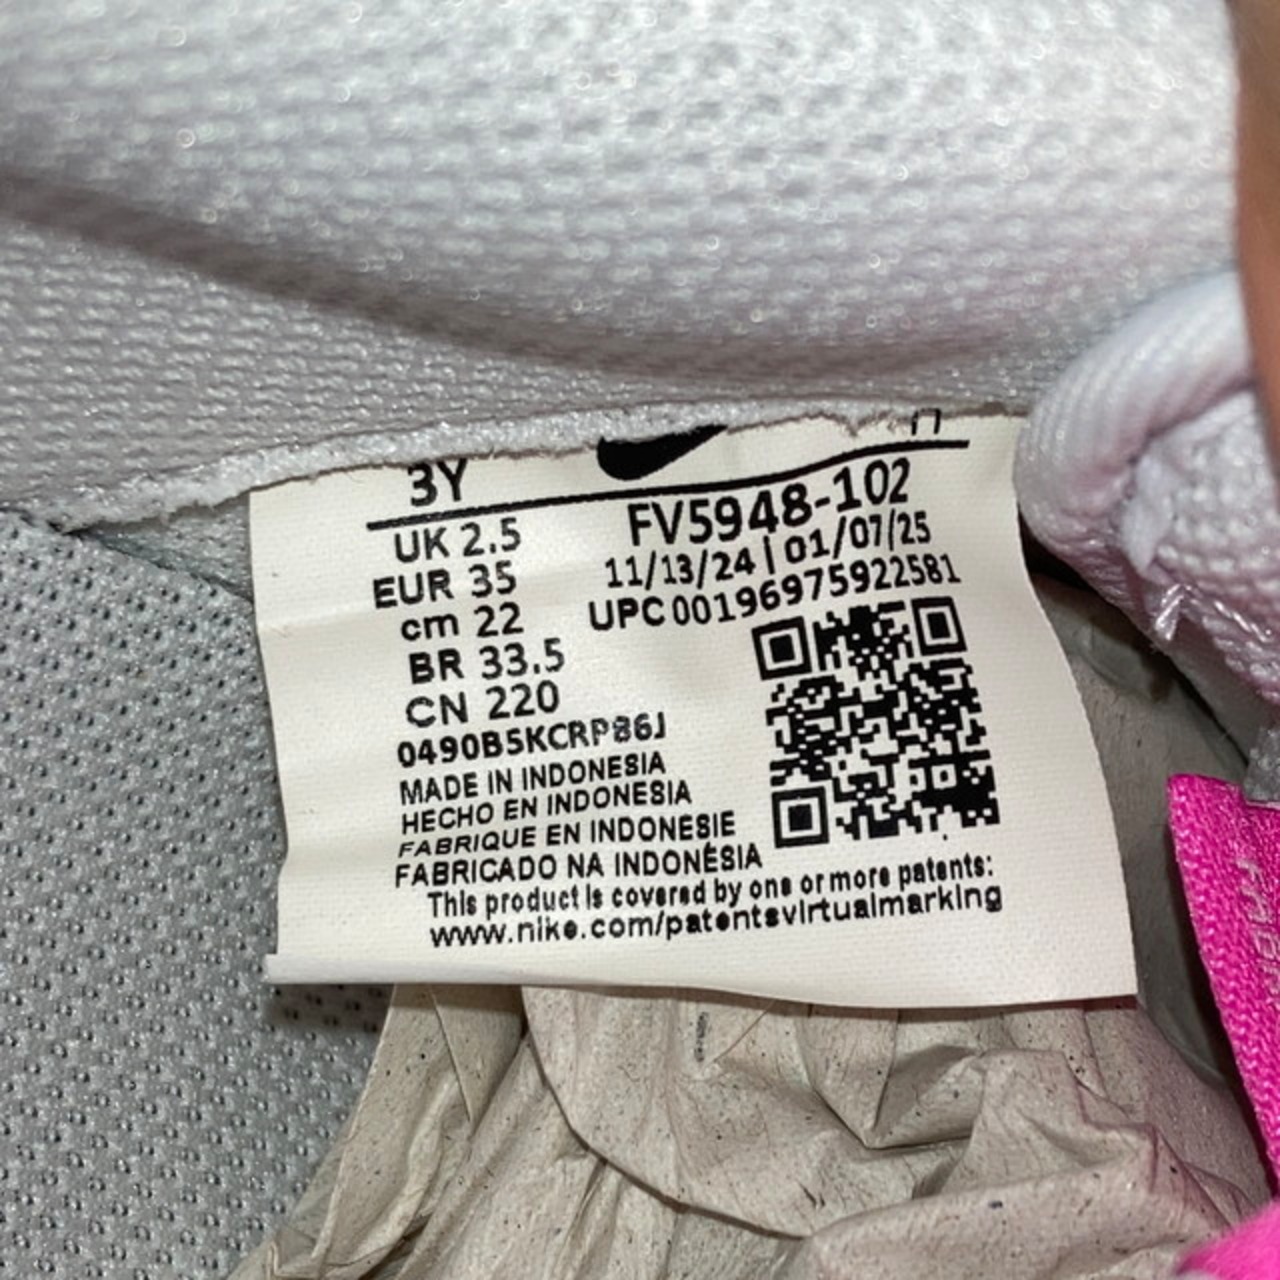 3Y
UK 2.5
EUR 35
cm 22
BR 33.5
CN 220
FV5948-102
11/13/24 | 01/07/25
UPC 00196975922581
0490B5KCRP86J
MADE IN INDONESIA
HECHO EN INDONESIA
FABRIQUE EN INDONESIE
FABRICADO NA INDONÉSIA
This product is covered by one or more patents:
www.nike.com/patentsvirtualmarking